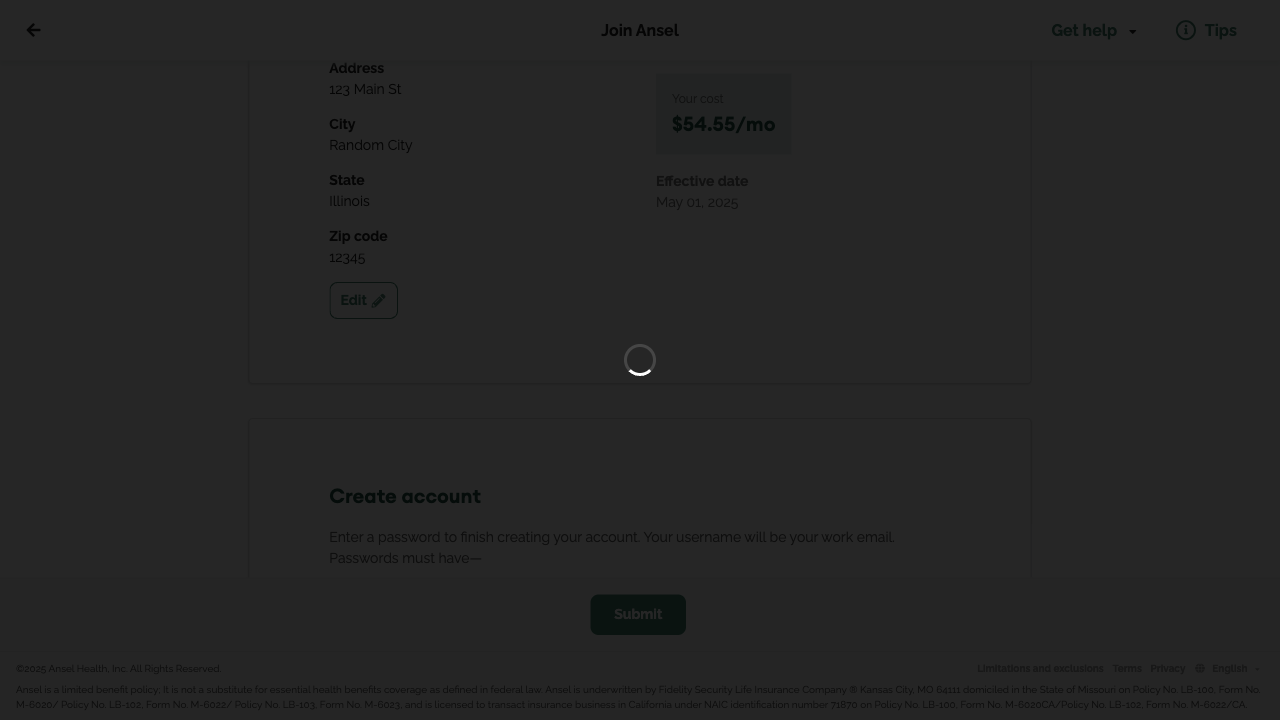 Join Ansel
Get help
Tips
Address
123 Main St
City
Random City
State
Illinois
Zip code
12345
Edit
Your cost
$54.55/mo
Effective date
May 01, 2025
Create account
Enter a password to finish creating your account. Your username will be your work email.
Passwords must have—
Submit
©2025 Ansel Health, Inc. All Rights Reserved.
Limitations and exclusions Terms Privacy English
Ansel is a limited benefit policy; it is not a substitute for essential health benefits coverage as defined in federal law. Ansel is underwritten by Fidelity Security Life Insurance Company ® Kansas City, MO 64111 domiciled in the State of Missouri on Policy No. LB-100, Form No.
M-6020/ Policy No. LB-102, Form No. M-6022/ Policy No. LB-103, Form No. M-6023, and is licensed to transact insurance business in California under NAIC identification number 71870 on Policy No. LB-100, Form No. M-6020CA/Policy No. LB-102, Form No. M-6022/CA.